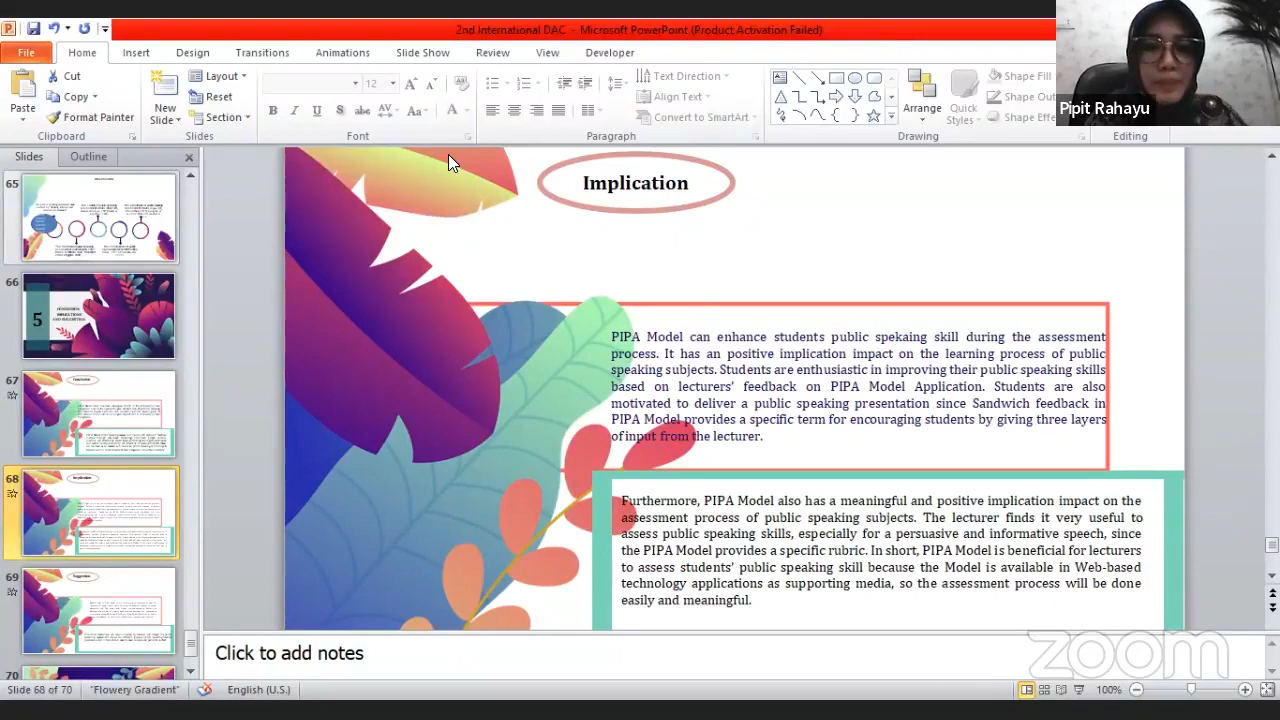 2nd International DAC - Microsoft PowerPoint (Product Activation Failed)
File Home Insert Design Transitions Animations Slide Show Review View Developer
Paste
Cut
Copy
Format Painter
Clipboard
New Slide
Layout
Reset
Section
Slides
12
Font
Text Direction
Align Text
Convert to SmartArt
Paragraph
Arrange
Quick Styles
Shape Fill
Shape Ou
Shape Effe
Drawing
Editing
Pipit Rahayu
Slides Outline
65
66
5
67
68
69
70
Implication
PIPA Model can enhance students public spekaing skill during the assessment
process. It has an positive implication impact on the learning process of public
speaking subjects. Students are enthusiastic in improving their public speaking skills
based on lecturers’ feedback on PIPA Model Application. Students are also
motivated to deliver a public speaking presentation since Sandwich feedback in
PIPA Model provides a specific term for encouraging students by giving three layers
of input from the lecturer.
Furthermore, PIPA Model also has a meaningful and positive implication impact on the
assessment process of public speaking subjects. The lecturer finds it very useful to
assess public speaking skills, especially for a persuasive and informative speech, since
the PIPA Model provides a specific rubric. In short, PIPA Model is beneficial for lecturers
to assess students’ public speaking skill because the Model is available in Web-based
technology applications as supporting media, so the assessment process will be done
easily and meaningful.
Click to add notes
zoom
Slide 68 of 70 "Flowery Gradient" English (U.S.) 100%